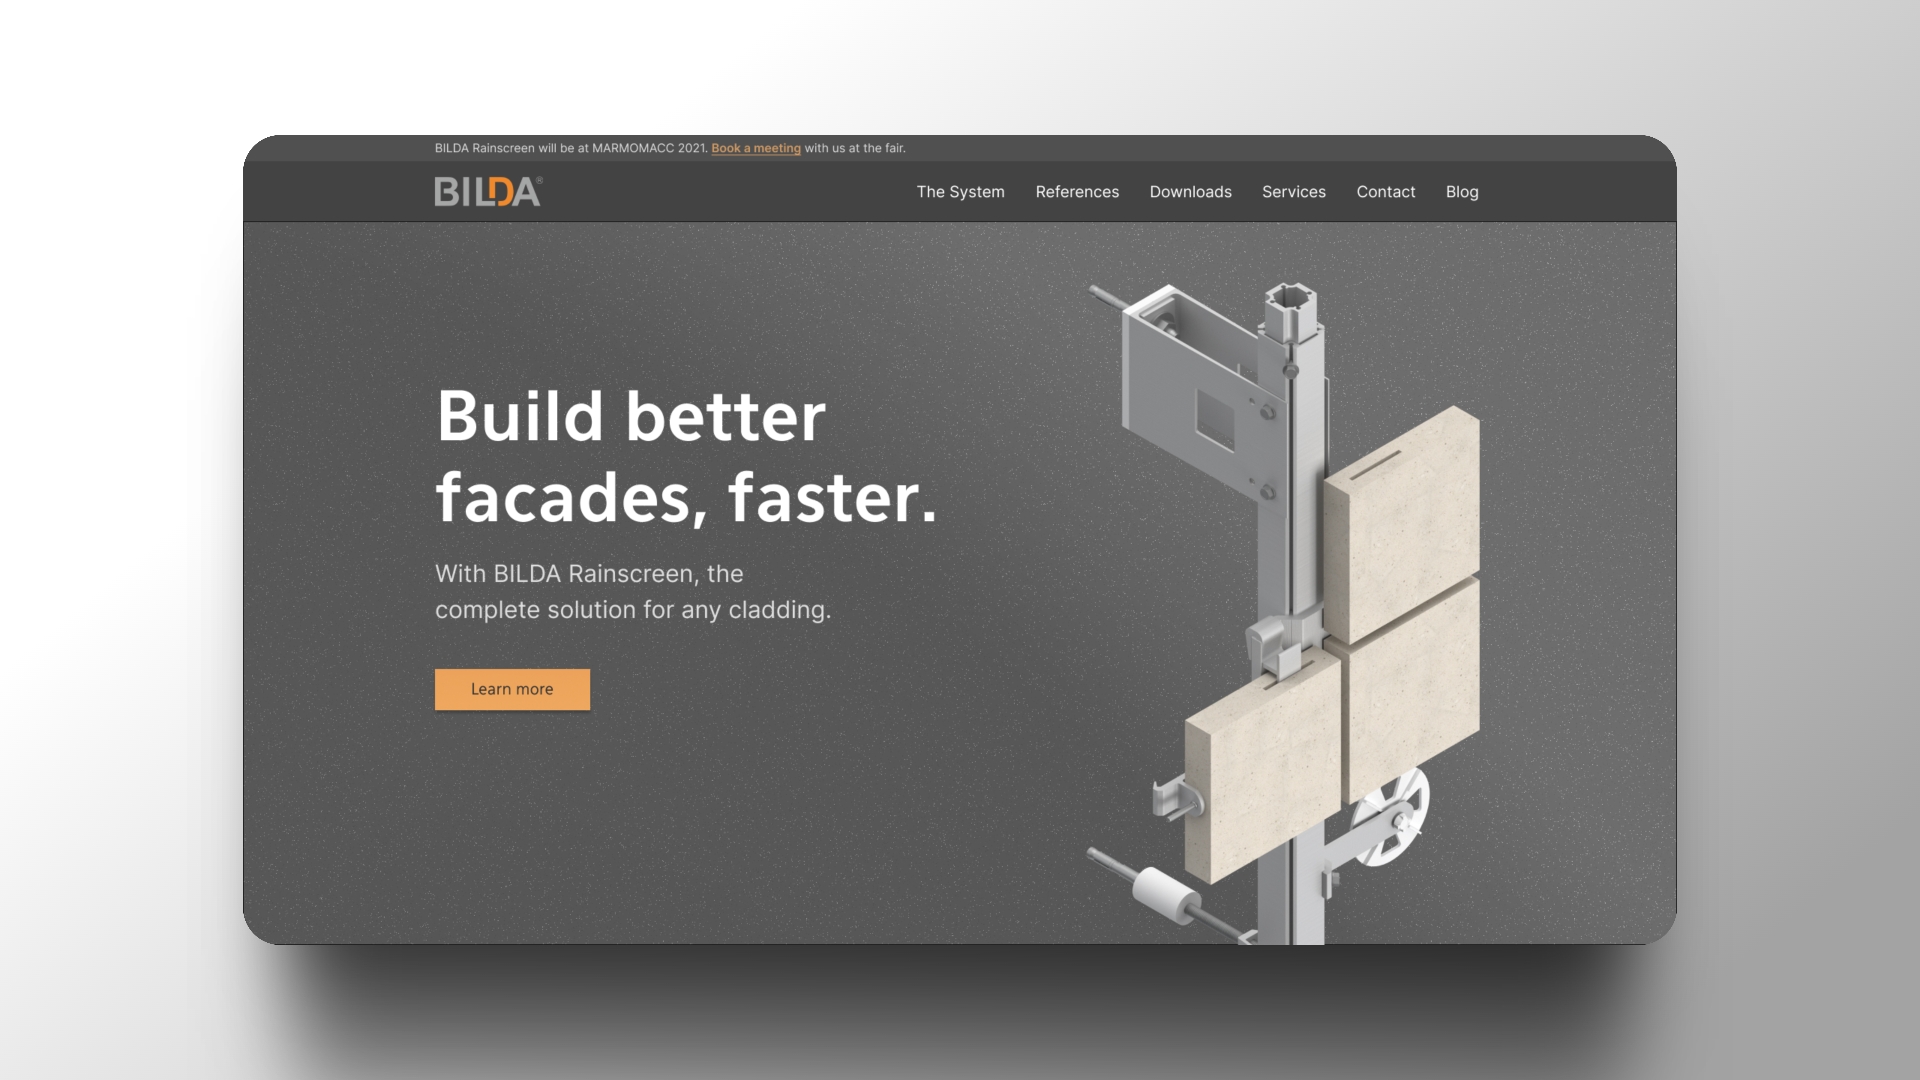 BILDA Rainscreen will be at MARMOMACC 2021. Book a meeting with us at the fair.
BILDA®
The System References Downloads Services Contact Blog
Build better
facades, faster.
With BILDA Rainscreen, the
complete solution for any cladding.
Learn more